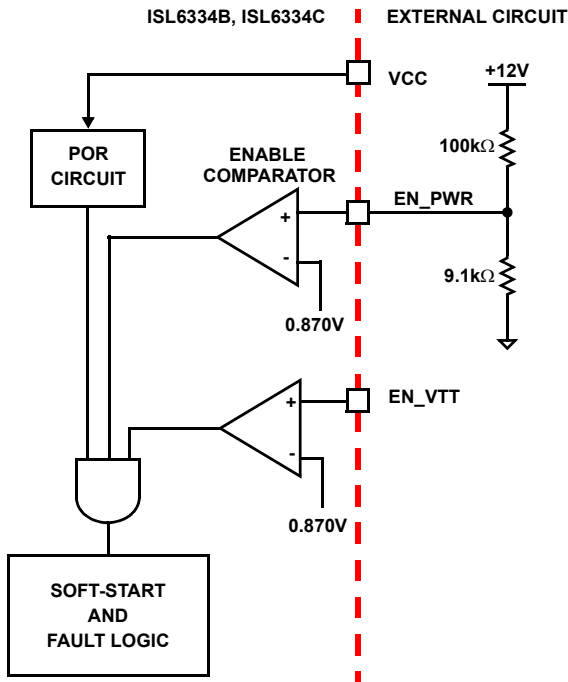 ISL6334B, ISL6334C
EXTERNAL CIRCUIT
VCC
+12V
100kΩ
POR
CIRCUIT
ENABLE
COMPARATOR
+
-
EN_PWR
9.1kΩ
0.870V
+
-
EN_VTT
0.870V
SOFT-START
AND
FAULT LOGIC